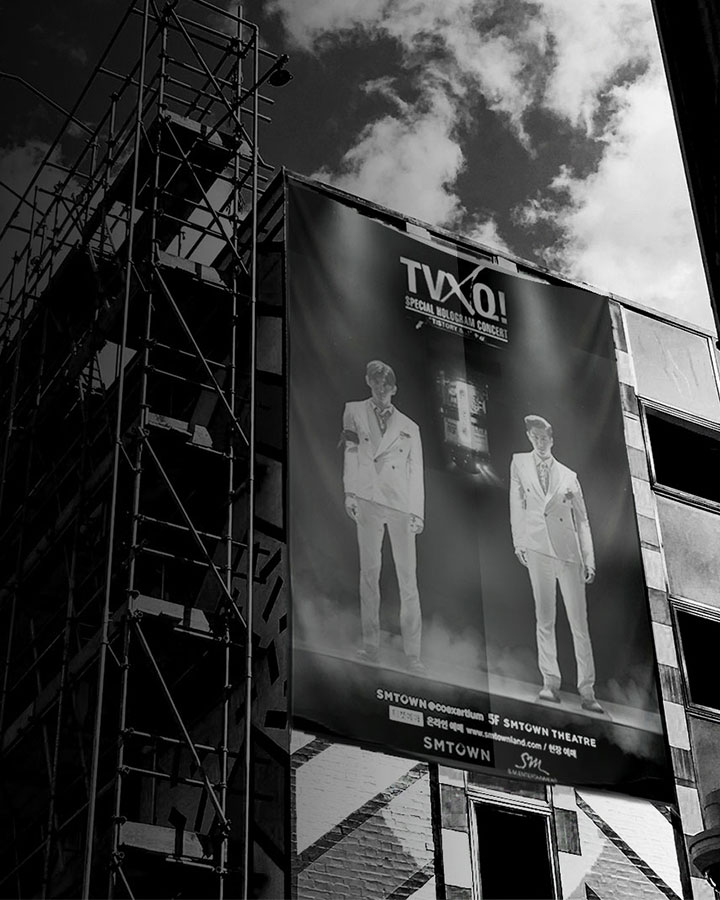 TVXQ!
SPECIAL HOLOGRAM CONCERT
SMTOWN@coexartium 5F SMTOWN THEATRE
온라인 예매 www.smtownland.com / 현장 예매
SMTOWN
SM
S.M.ENTERTAINMENT